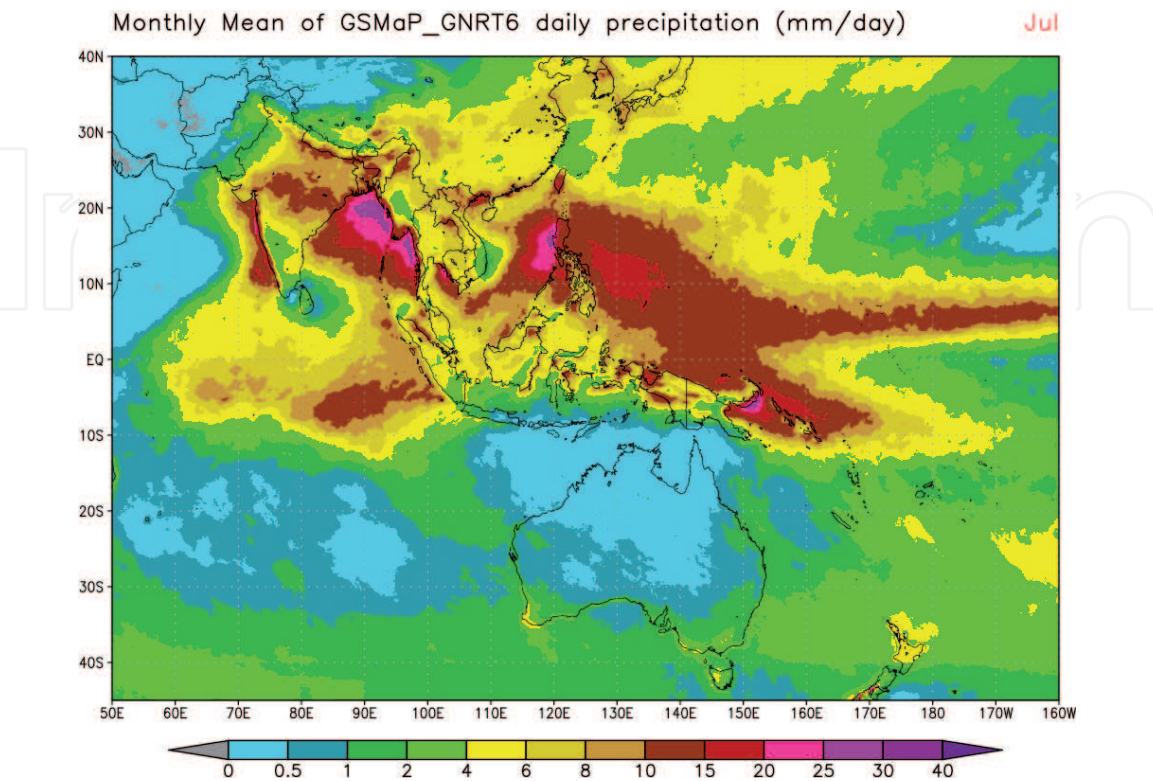 Monthly Mean of GSMaP_GNRT6 daily precipitation (mm/day) Jul
40N
30N
20N
10N
EQ
10S
20S
30S
40S
50E 60E 70E 80E 90E 100E 110E 120E 130E 140E 150E 160E 170E 180 170W 160W
0 0.5 1 2 4 6 8 10 15 20 25 30 40